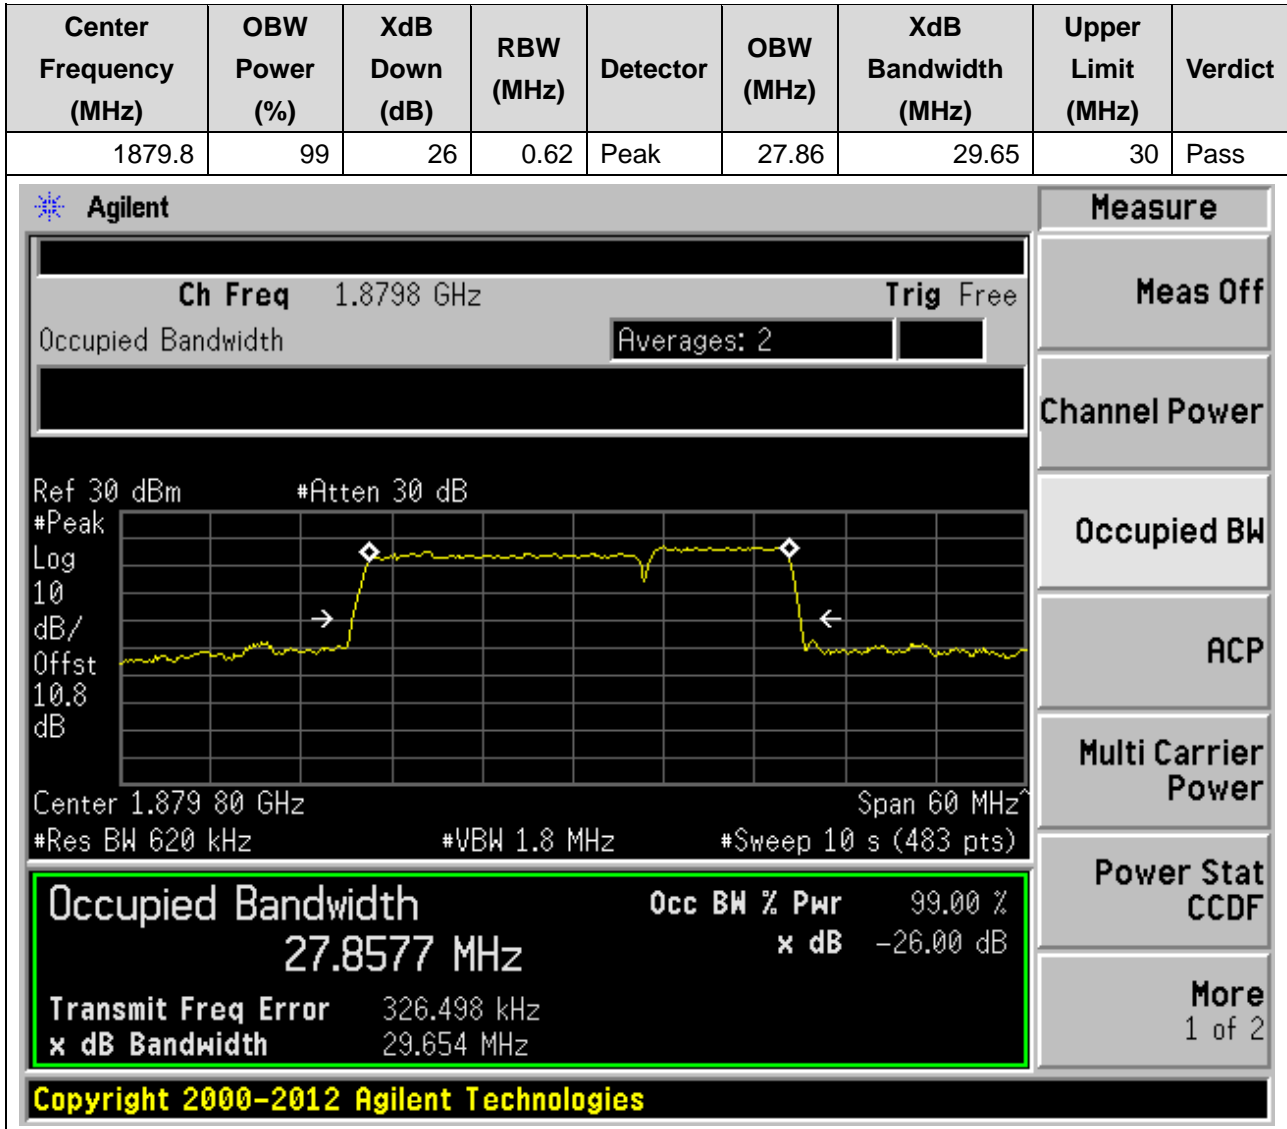 Center Frequency (MHz) OBW Power (%) XdB Down (dB) RBW (MHz) Detector OBW (MHz) XdB Bandwidth (MHz) Upper Limit (MHz) Verdict
1879.8 99 26 0.62 Peak 27.86 29.65 30 Pass
Agilent
Measure
Ch Freq 1.8798 GHz Trig Free
Occupied Bandwidth Averages: 2
Meas Off
Channel Power
Occupied BW
ACP
Multi Carrier
Power
Power Stat
CCDF
More
1 of 2
Ref 30 dBm #Atten 30 dB
#Peak
Log
10
dB/
Offst
10.8
dB
Center 1.879 80 GHz Span 60 MHz^
#Res BW 620 kHz #VBW 1.8 MHz #Sweep 10 s (483 pts)
Occupied Bandwidth
27.8577 MHz
Occ BW % Pwr 99.00 %
x dB -26.00 dB
Transmit Freq Error 326.498 kHz
x dB Bandwidth 29.654 MHz
Copyright 2000-2012 Agilent Technologies